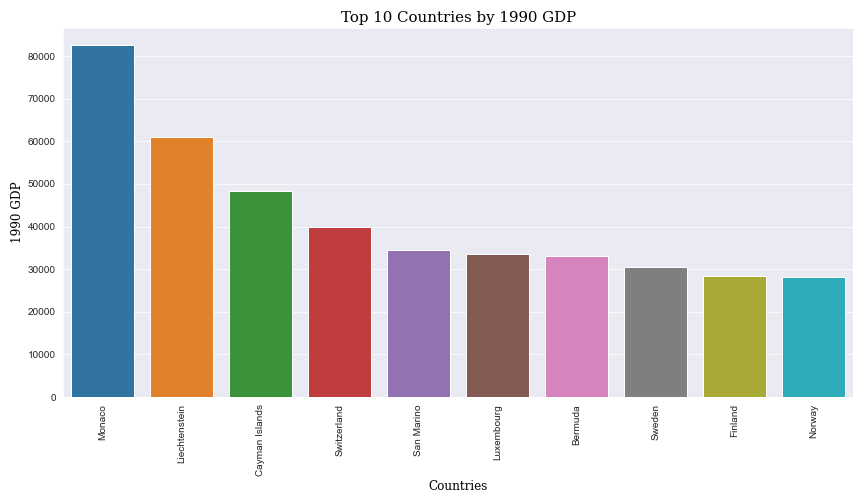 Top 10 Countries by 1990 GDP
1990 GDP
80000
70000
60000
50000
40000
30000
20000
10000
0
Monaco
Liechtenstein
Cayman Islands
Switzerland
San Marino
Luxembourg
Bermuda
Sweden
Finland
Norway
Countries